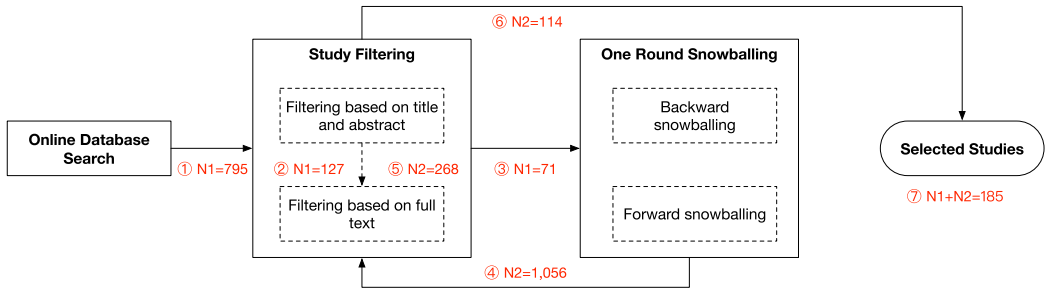 ⑥ N2=114
Study Filtering
One Round Snowballing
Filtering based on title
and abstract
Backward
snowballing
Online Database
Search
Selected Studies
① N1=795
② N1=127
⑤ N2=268
③ N1=71
⑦ N1+N2=185
Filtering based on full
text
Forward snowballing
④ N2=1,056